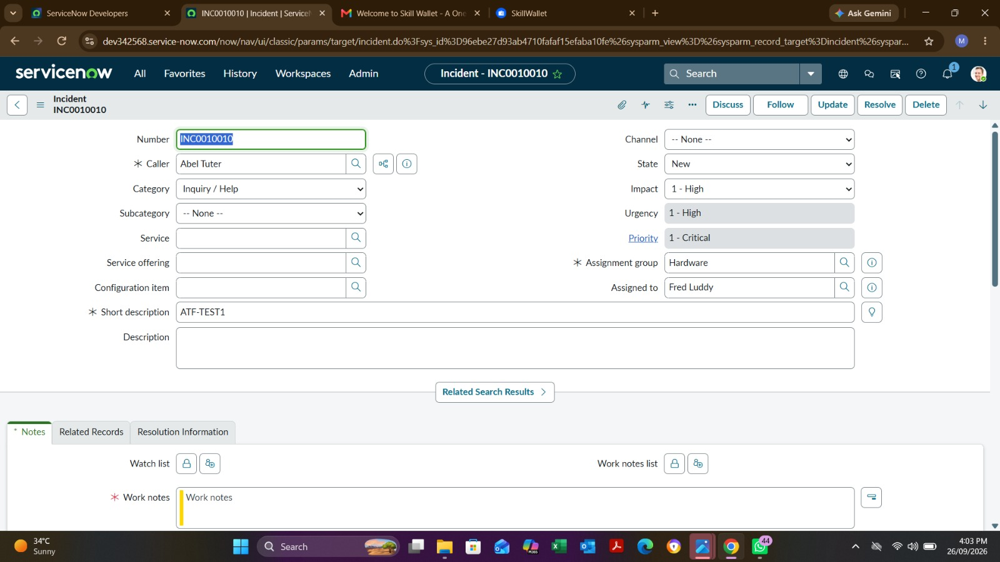 ServiceNow Developers
INC0010010 | Incident | Service
Welcome to Skill Wallet - A One
SkillWallet
Ask Gemini
dev342568.service-now.com/now/nav/ui/classic/params/target/incident.do%3Fsys_id%3D96ebe27d93ab4710fafaf15efaba10fe%26sysparm_view%3D%26sysparm_record_target%3Dincident%26syspar...
M
servicenow
All
Favorites
History
Workspaces
Admin
Incident - INC0010010
Search
1
Incident
INC0010010
Discuss
Follow
Update
Resolve
Delete
Number
INC0010010
Channel
-- None --
* Caller
Abel Tuter
State
New
Category
Inquiry / Help
Impact
1 - High
Subcategory
-- None --
Urgency
1 - High
Service
Priority
1 - Critical
Service offering
* Assignment group
Hardware
Configuration item
Assigned to
Fred Luddy
* Short description
ATF-TEST1
Description
Related Search Results
* Notes
Related Records
Resolution Information
Watch list
Work notes list
* Work notes
Work notes
34°C
Sunny
Search
M365
44
4:03 PM
26/09/2026